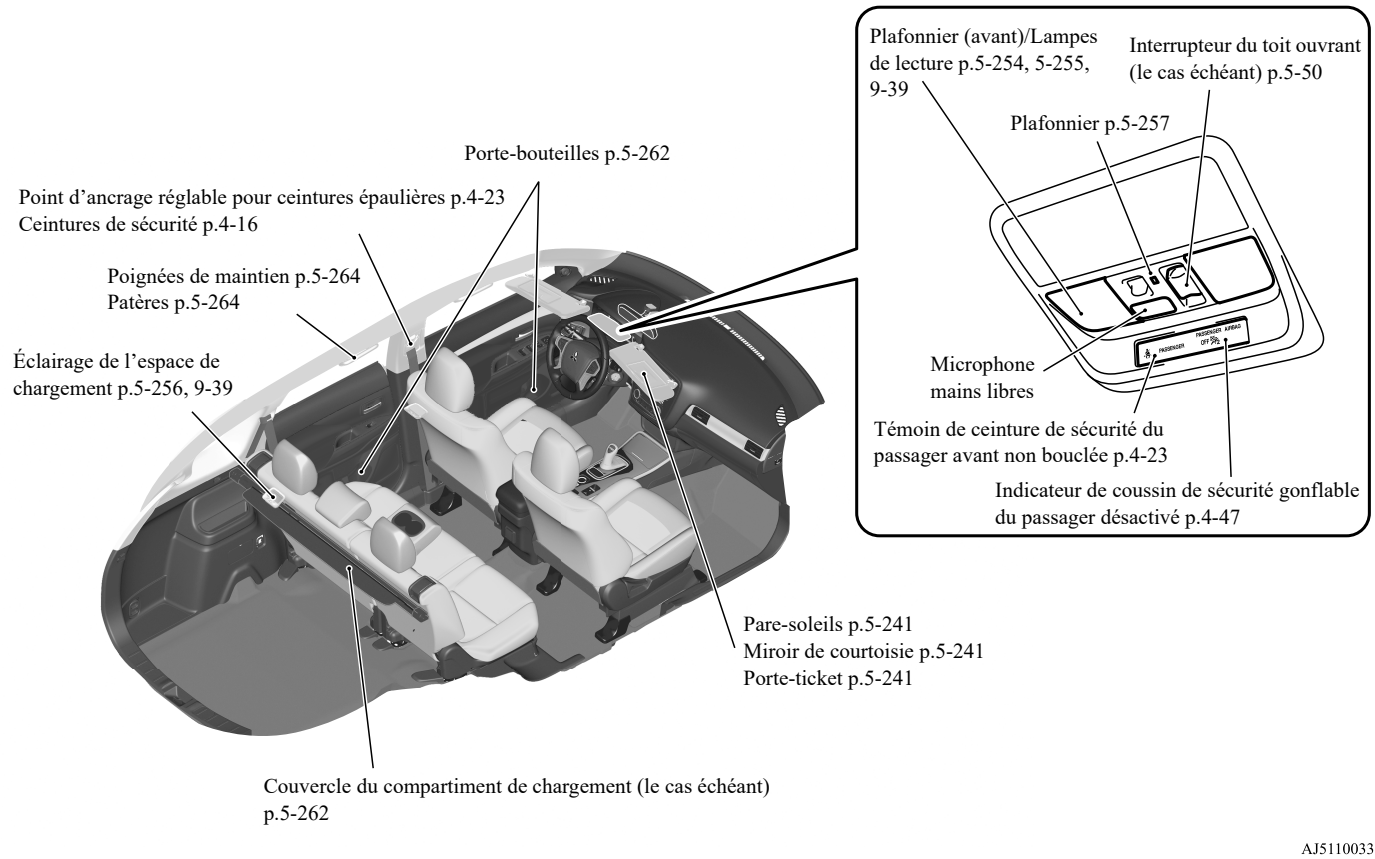 Plafonnier (avant)/Lampes
de lecture p.5-254, 5-255,
9-39
Interrupteur du toit ouvrant
(le cas échéant) p.5-50
Plafonnier p.5-257
Porte-bouteilles p.5-262
Point d’ancrage réglable pour ceintures épaulières p.4-23
Ceintures de sécurité p.4-16
Poignées de maintien p.5-264
Patères p.5-264
Éclairage de l’espace de
chargement p.5-256, 9-39
PASSENGER
PASSENGER AIRBAG
OFF
Microphone
mains libres
Témoin de ceinture de sécurité du
passager avant non bouclée p.4-23
Indicateur de coussin de sécurité gonflable
du passager désactivé p.4-47
Pare-soleils p.5-241
Miroir de courtoisie p.5-241
Porte-ticket p.5-241
Couvercle du compartiment de chargement (le cas échéant)
p.5-262
AJ5110033